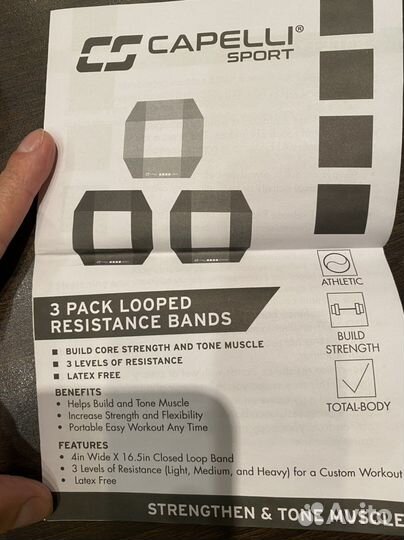 CS CAPELLI®
SPORT
ATHLETIC
3 PACK LOOPED
RESISTANCE BANDS
BUILD CORE STRENGTH AND TONE MUSCLE
3 LEVELS OF RESISTANCE
LATEX FREE
BUILD
STRENGTH
TOTAL-BODY
BENEFITS
• Helps Build and Tone Muscle
• Increase Strength and Flexibility
• Portable Easy Workout Any Time
FEATURES
• 4in Wide X 16.5in Closed Loop Band
• 3 Levels of Resistance (Light, Medium, and Heavy) for a Custom Workout
• Latex Free
STRENGTHEN & TONE MUSCLE
Avito